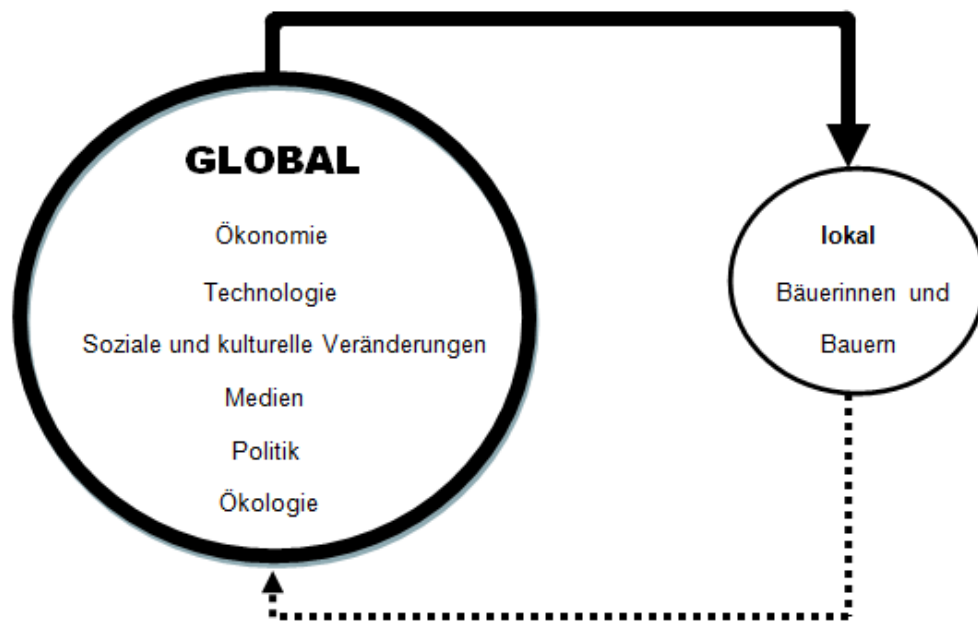 GLOBAL
Ökonomie
Technologie
Soziale und kulturelle Veränderungen
Medien
Politik
Ökologie
lokal
Bäuerinnen und
Bauern